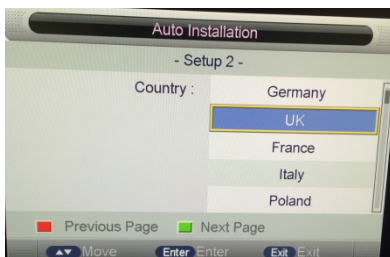 Auto Installation
- Setup 2 -
Country :
Germany
UK
France
Italy
Poland
Previous Page Next Page
▲▼ Move Enter Enter Exit Exit